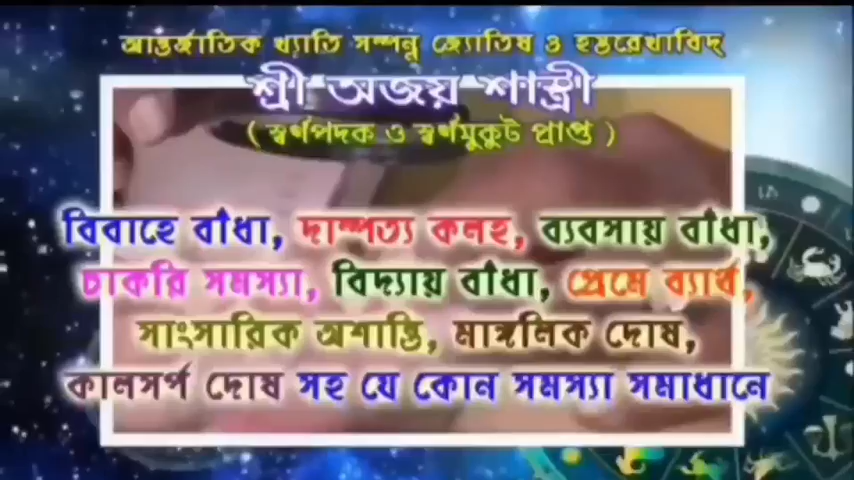 আন্তর্জাতিক খ্যাতি সম্পন্ন জ্যোতিষ ও হস্তরেখাবিদ্
শ্রী অজয় শাস্ত্রী
( স্বর্ণপদক ও স্বর্ণমুকুট প্রাপ্ত )
বিবাহে বাঁধা, দাম্পত্য কলহ, ব্যবসায় বাঁধা,
চাকরি সমস্যা, বিদ্যায় বাঁধা, প্রেমে ব্যার্থ,
সাংসারিক অশান্তি, মাঙ্গলিক দোষ,
কালসর্প দোষ সহ যে কোন সমস্যা সমাধানে